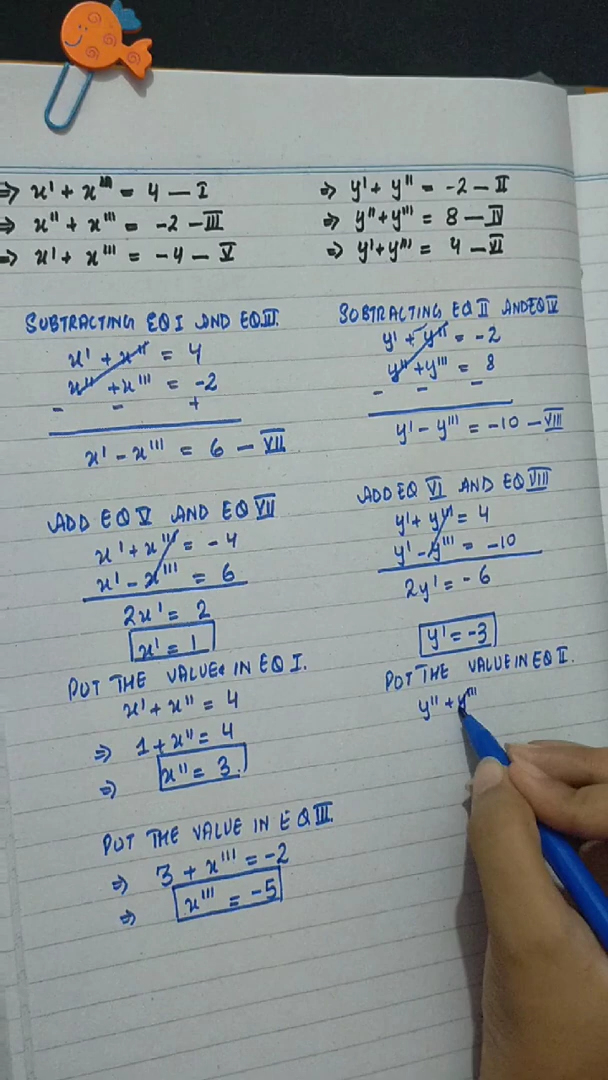 ⇒ x' + x'' = 4 — I
⇒ x'' + x''' = -2 — III
⇒ x' + x''' = -4 — V
⇒ y' + y'' = -2 — II
⇒ y'' + y''' = 8 — IV
⇒ y' + y''' = 4 — VI
SUBTRACTING EQ I AND EQ III.
x' + x'' = 4
x'' + x''' = -2
- - +
x' - x''' = 6 — VII
ADD EQ V AND EQ VII
x' + x''' = -4
x' - x''' = 6
2x' = 2
x' = 1
PUT THE VALUE IN EQ I.
x' + x'' = 4
⇒ 1 + x'' = 4
⇒ x'' = 3.
PUT THE VALUE IN EQ III.
⇒ 3 + x''' = -2
⇒ x''' = -5
SUBTRACTING EQ II AND EQ IV
y' + y'' = -2
y'' + y''' = 8
- - -
y' - y''' = -10 — VIII
ADD EQ VI AND EQ VIII
y' + y''' = 4
y' - y''' = -10
2y' = -6
y' = -3
PUT THE VALUE IN EQ II.
y'' + y'''